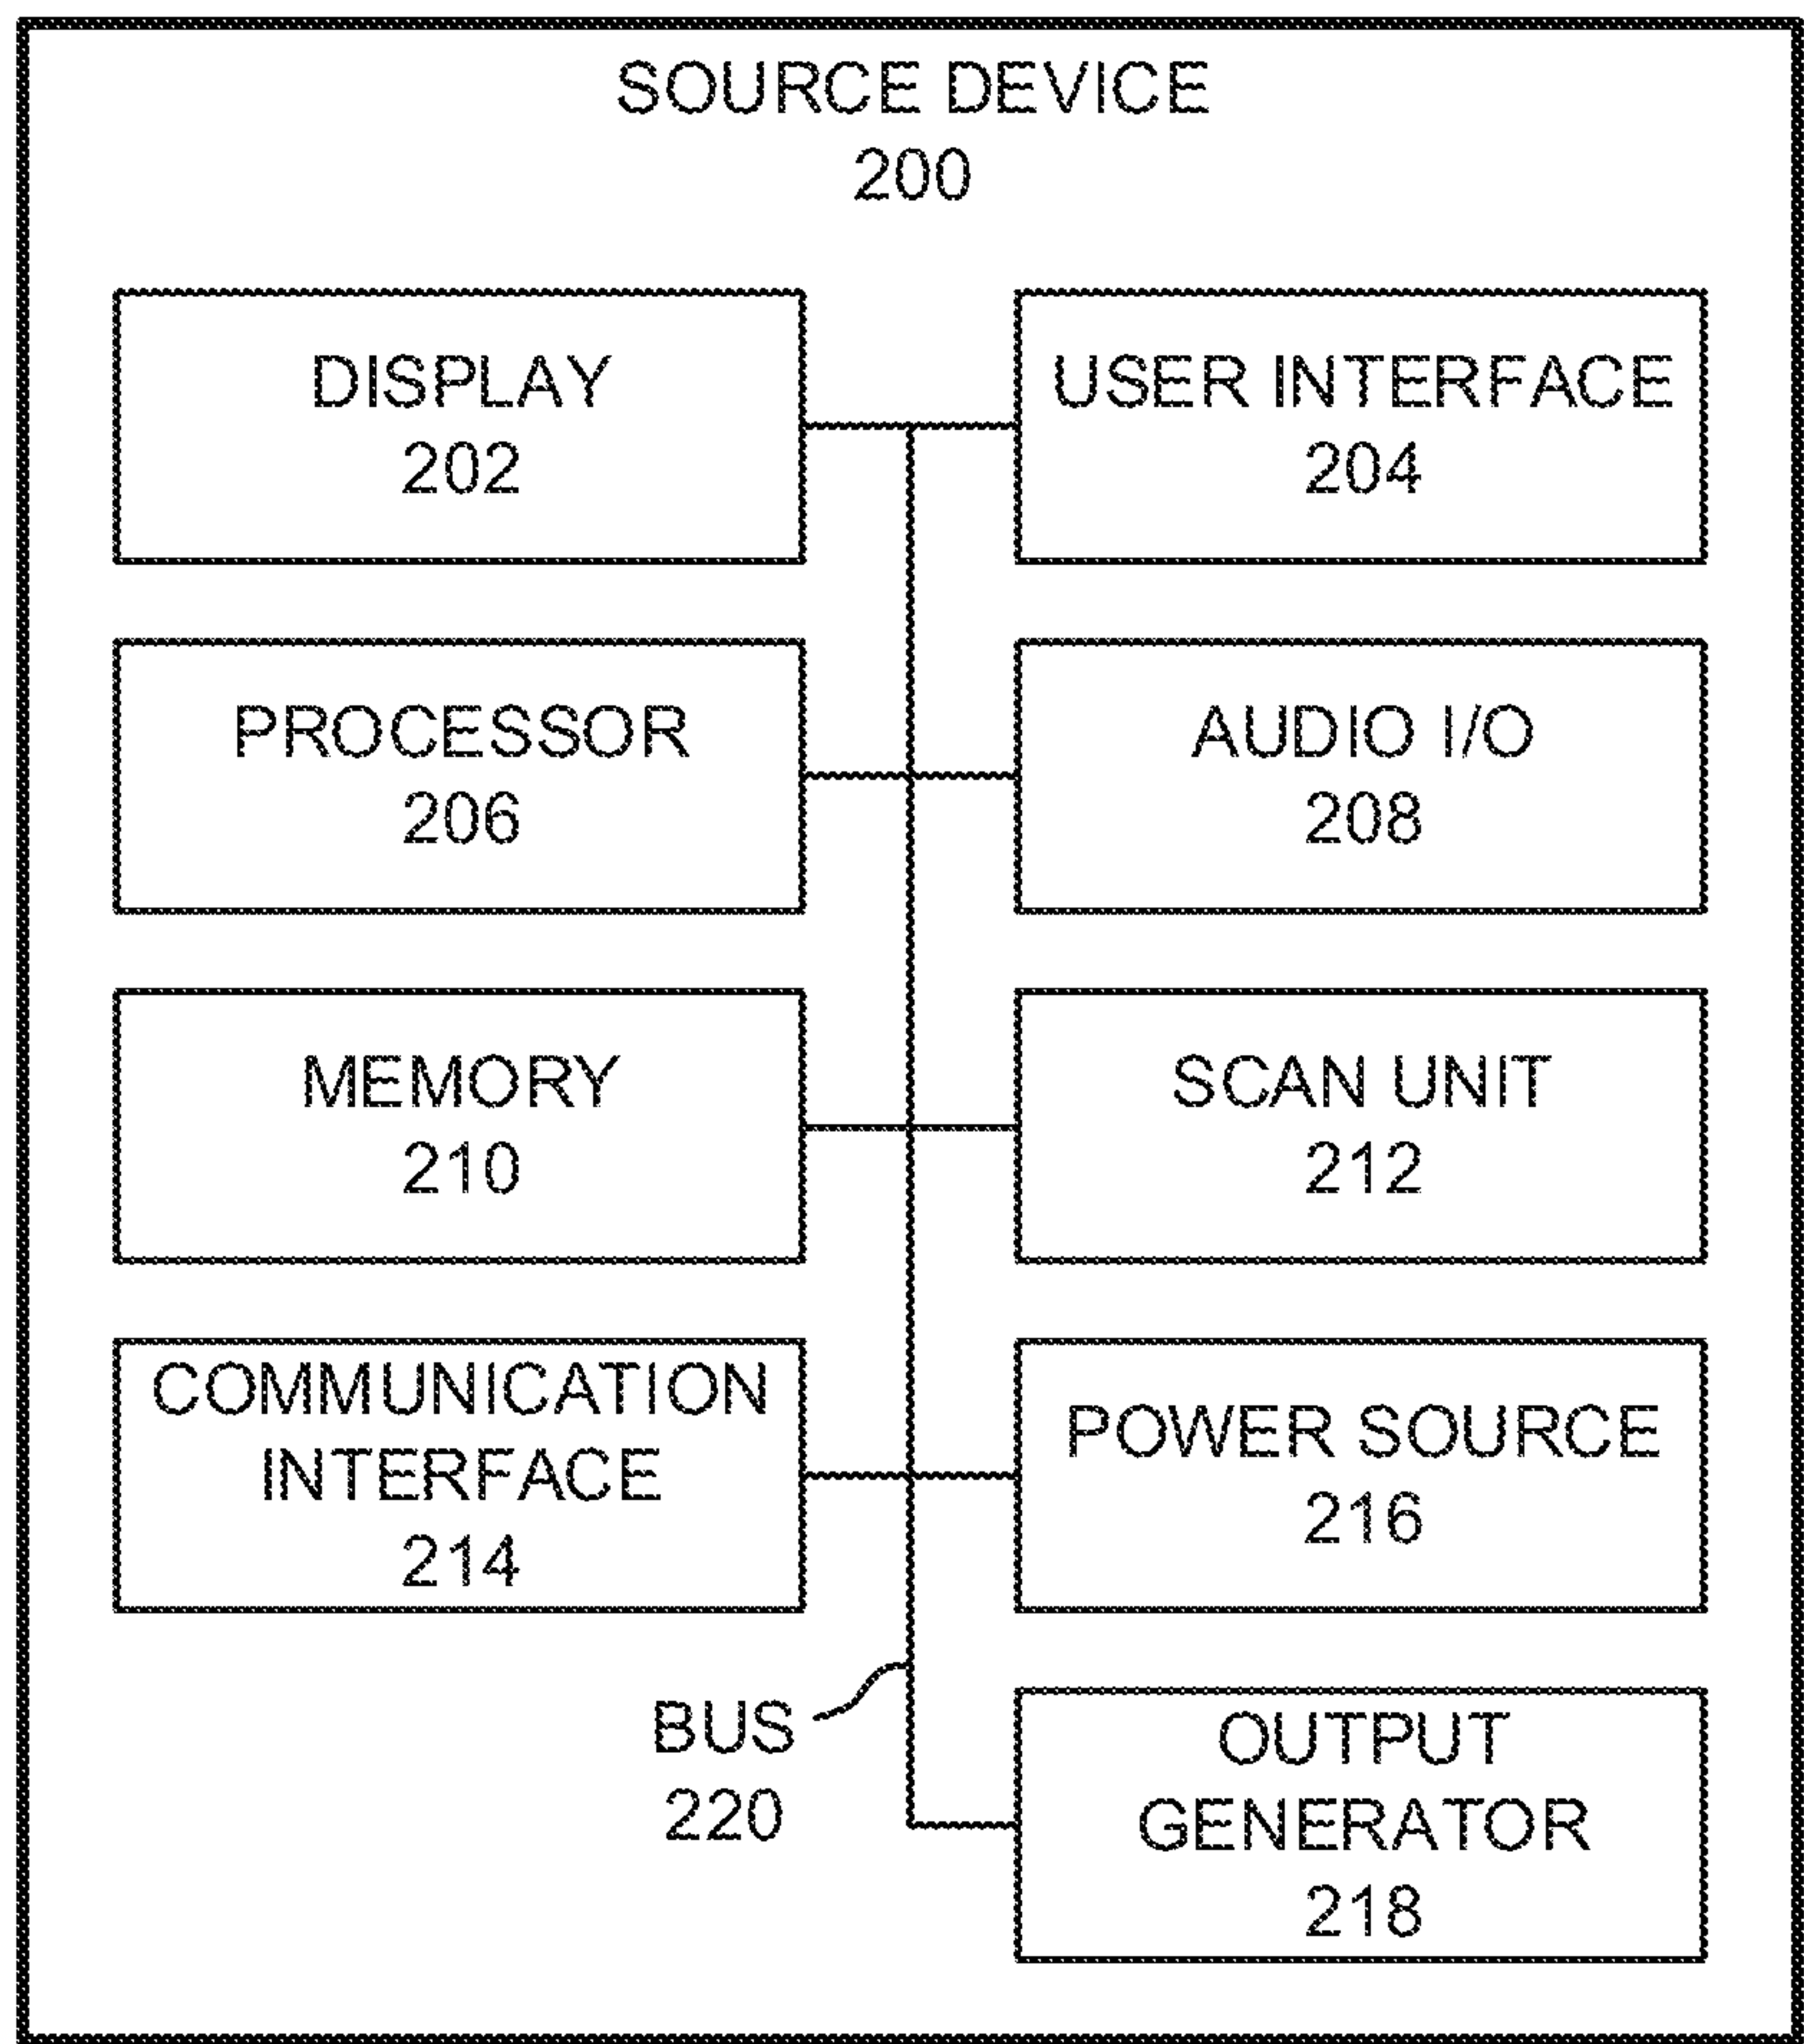 SOURCE DEVICE
200
DISPLAY
202
USER INTERFACE
204
PROCESSOR
206
AUDIO I/O
208
MEMORY
210
SCAN UNIT
212
COMMUNICATION
INTERFACE
214
POWER SOURCE
216
BUS
220
OUTPUT
GENERATOR
218